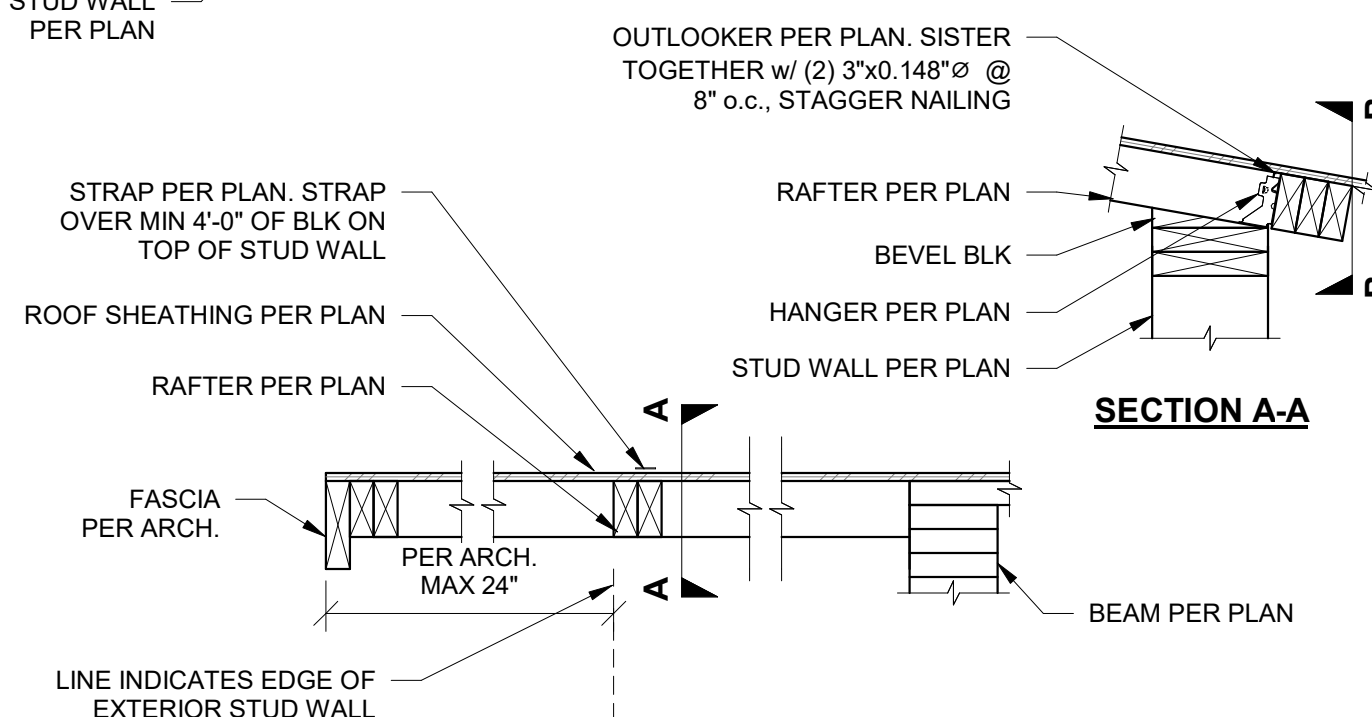 STUD WALL
PER PLAN
OUTLOOKER PER PLAN. SISTER
TOGETHER w/ (2) 3"x0.148"Ø @
8" o.c., STAGGER NAILING
STRAP PER PLAN. STRAP
OVER MIN 4'-0" OF BLK ON
TOP OF STUD WALL
RAFTER PER PLAN
BEVEL BLK
ROOF SHEATHING PER PLAN
HANGER PER PLAN
RAFTER PER PLAN
STUD WALL PER PLAN
SECTION A-A
A
FASCIA
PER ARCH.
PER ARCH.
MAX 24"
A
BEAM PER PLAN
LINE INDICATES EDGE OF
EXTERIOR STUD WALL